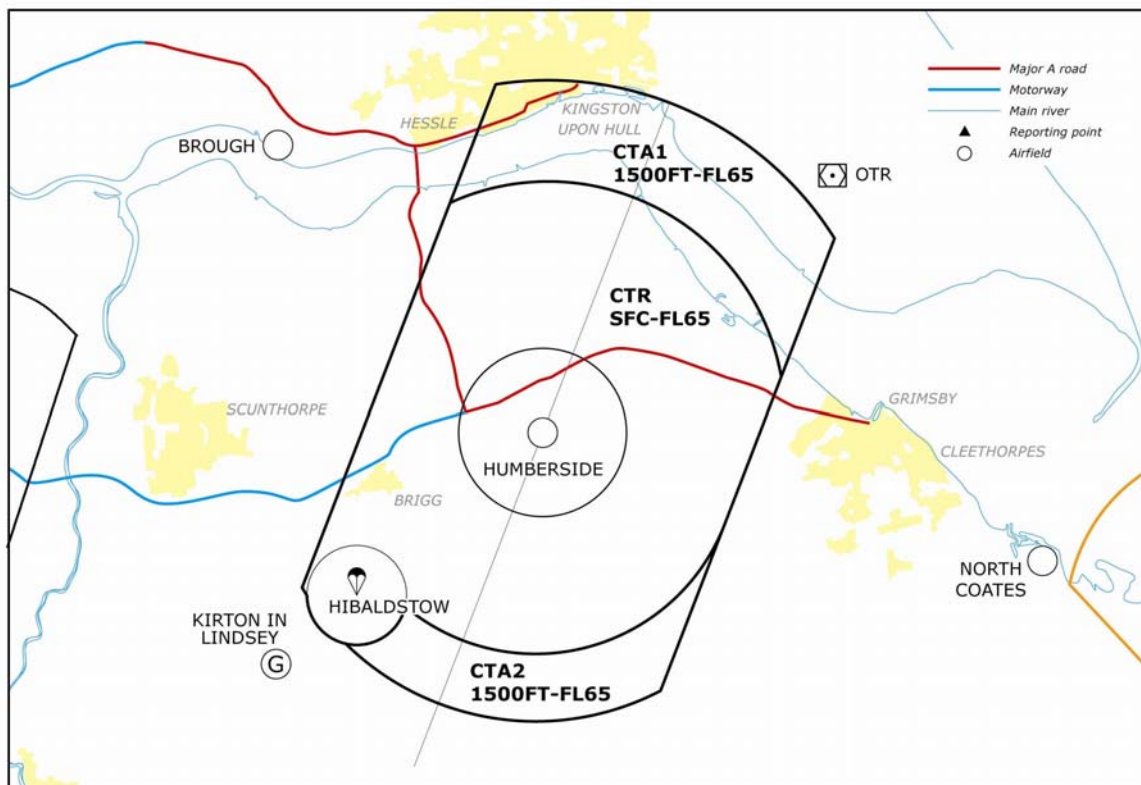 Major A road
Motorway
Main river
Reporting point
Airfield
KINGSTON
UPON HULL
HESSLE
BROUGH
CTA1
1500FT-FL65
OTR
CTR
SFC-FL65
SCUNTHORPE
GRIMSBY
CLEETHORPES
HUMBERSIDE
BRIGG
NORTH
COATES
HIBALDSTOW
KIRTON IN
LINDSEY
G
CTA2
1500FT-FL65